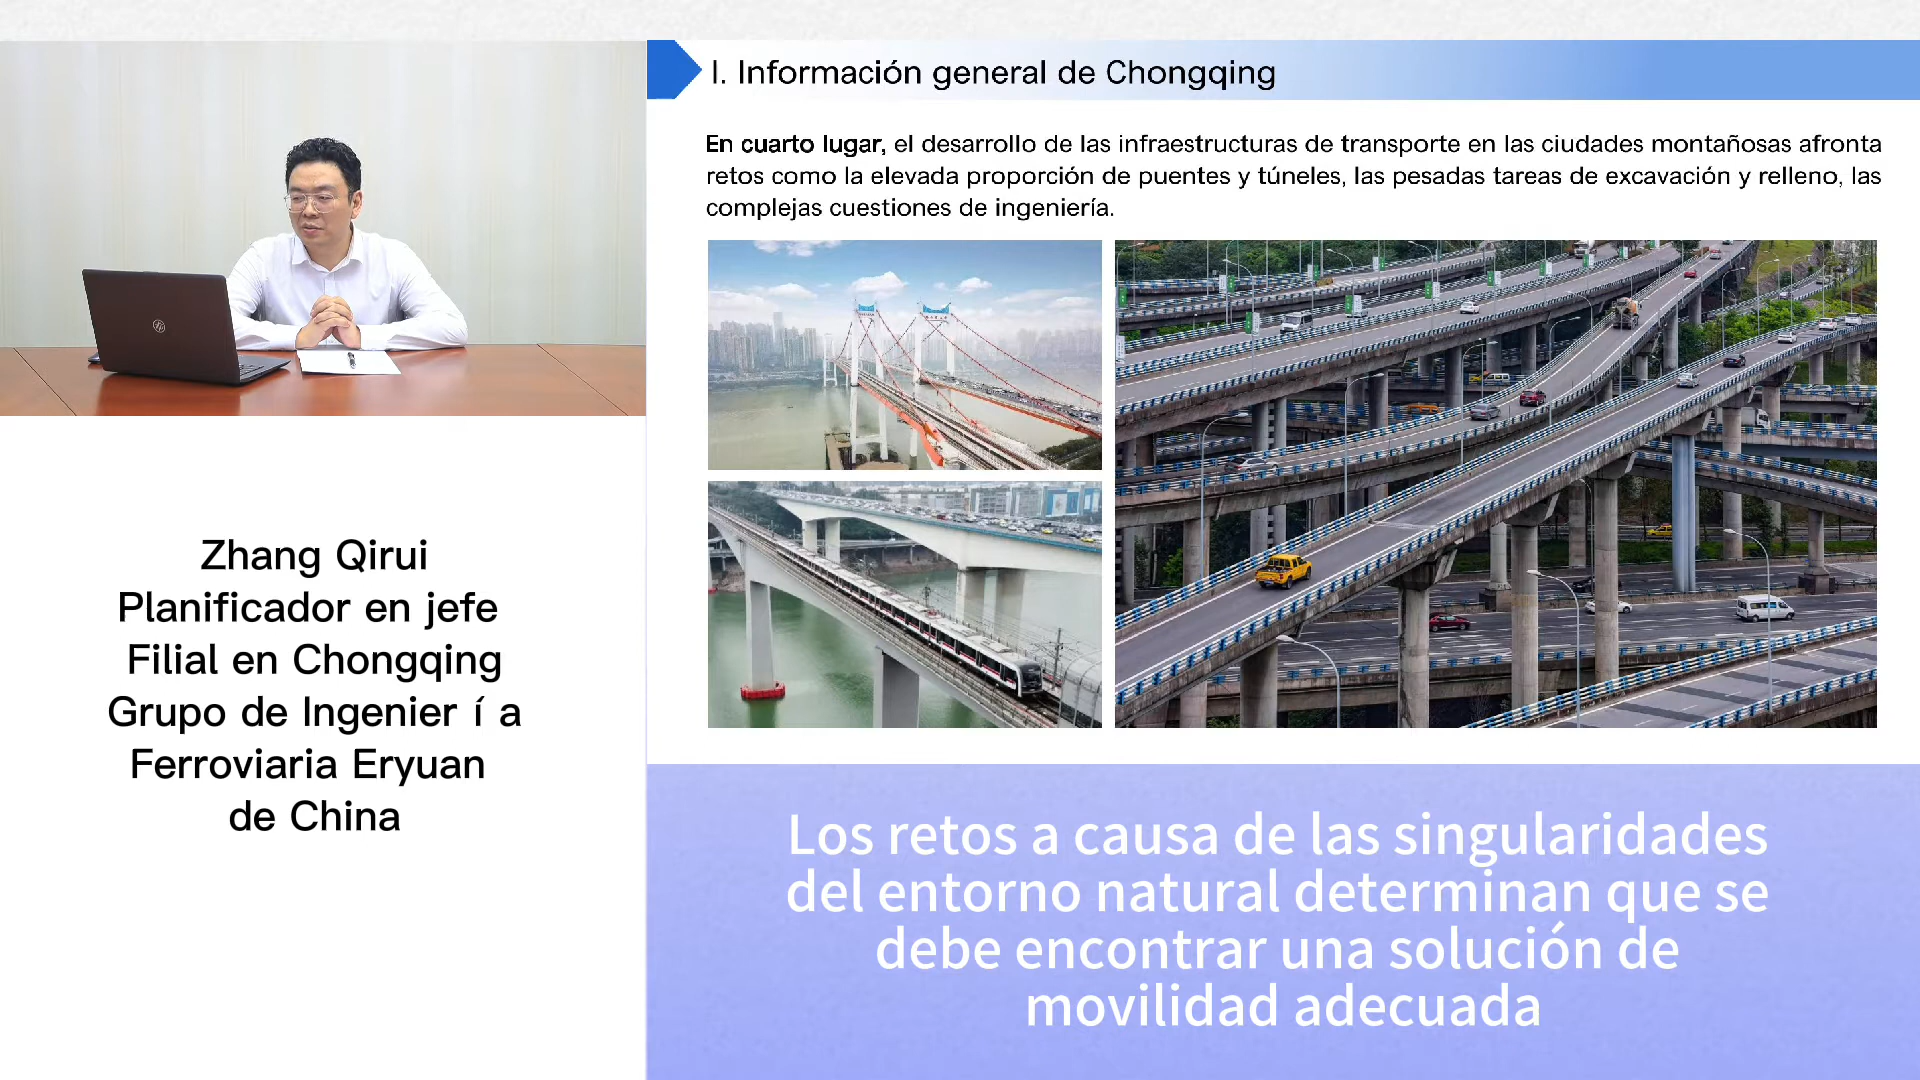 I. Información general de Chongqing
En cuarto lugar, el desarrollo de las infraestructuras de transporte en las ciudades montañosas afronta
retos como la elevada proporción de puentes y túneles, las pesadas tareas de excavación y relleno, las
complejas cuestiones de ingeniería.
Zhang Qirui
Planificador en jefe
Filial en Chongqing
Grupo de Ingenier í a
Ferroviaria Eryuan
de China
Los retos a causa de las singularidades
del entorno natural determinan que se
debe encontrar una solución de
movilidad adecuada